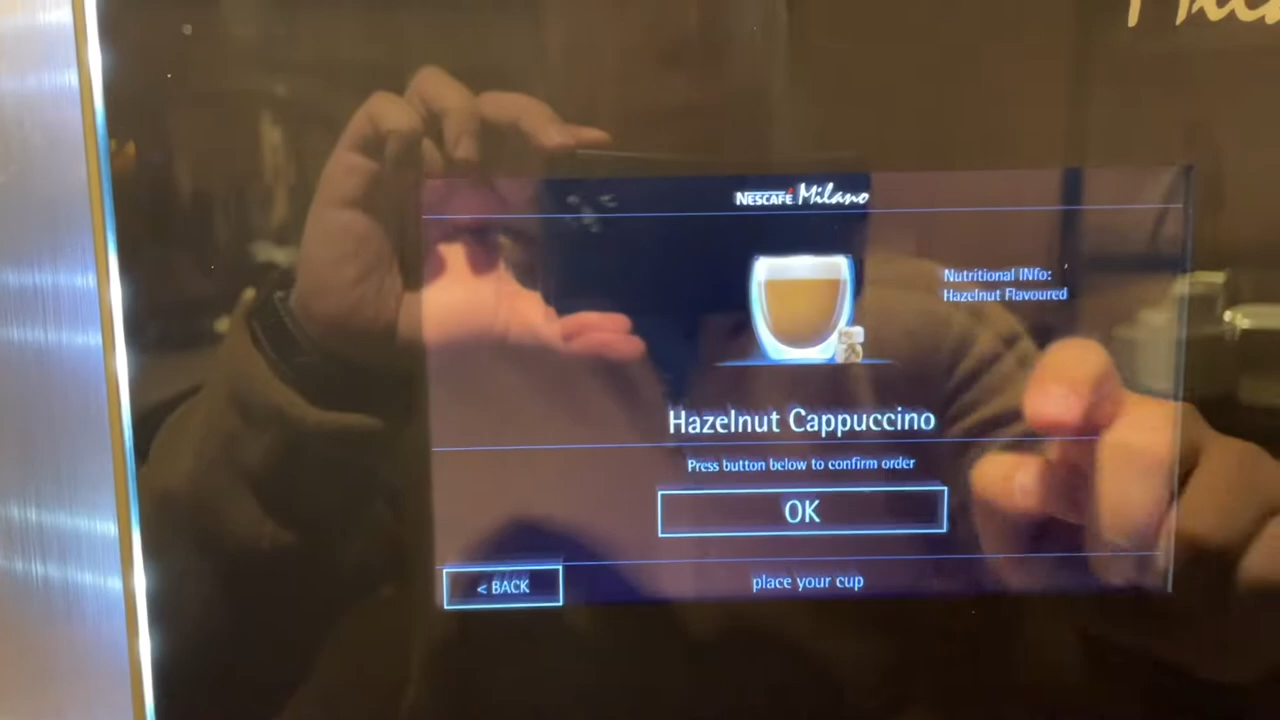 NESCAFÉ Milano
Nutritional INfo:
Hazelnut Flavoured
Hazelnut Cappuccino
Press button below to confirm order
OK
< BACK
place your cup